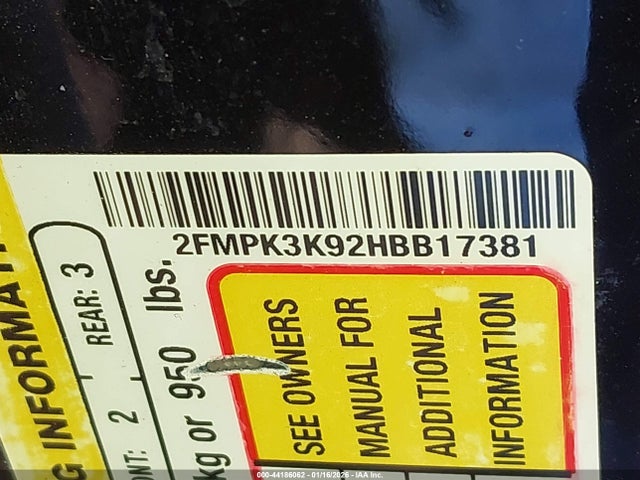 2FMPK3K92HBB17381
SEE OWNERS
MANUAL FOR
ADDITIONAL
INFORMATION
kg or 950 lbs.
2
REAR: 3
INFORMATI
000-44186062 - 01/16/2026 - IAA Inc.